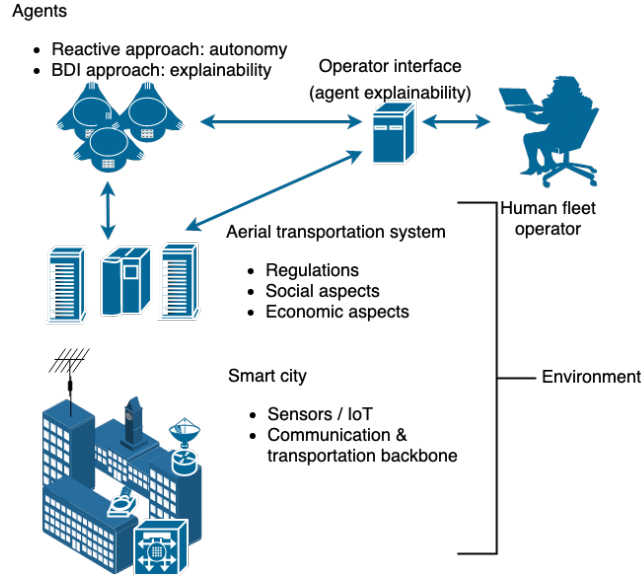 Agents
• Reactive approach: autonomy
• BDI approach: explainability
Operator interface
(agent explainability)
Human fleet
operator
Aerial transportation system
• Regulations
• Social aspects
• Economic aspects
Smart city
• Sensors / IoT
• Communication &
transportation backbone
Environment